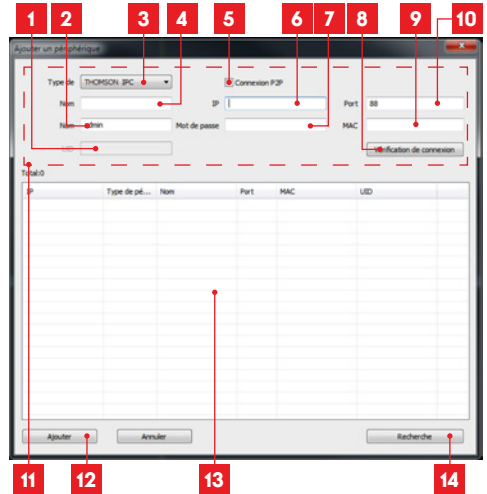 1 2 3 4 5 6 7 8 9 10
Ajouter un périphérique
Type de THOMSON IPC Connexion P2P
Nom IP Port 88
Nom admin Mot de passe MAC
UID Vérification de connexion
Total:0
IP Type de pé... Nom Port MAC UID
Ajouter Annuler Recherche
11 12 13 14